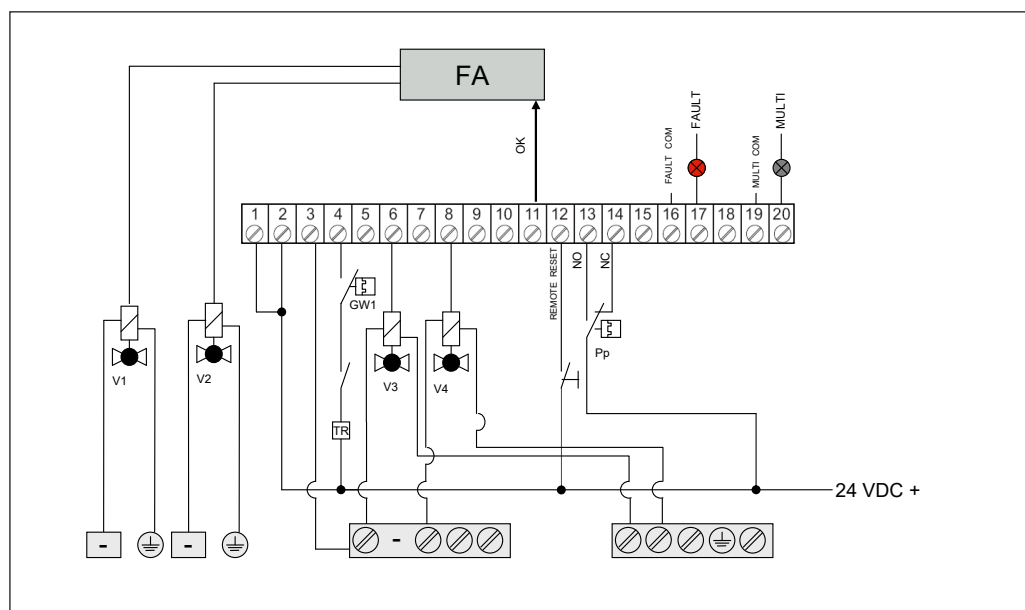 FA
OK
FAULT COM
FAULT
MULTI COM
MULTI
1 2 3 4 5 6 7 8 9 10 11 12 13 14 15 16 17 18 19 20
REMOTE RESET
NO
NC
GW1
Pp
V1
V2
V3
V4
TR
24 VDC +
- - -